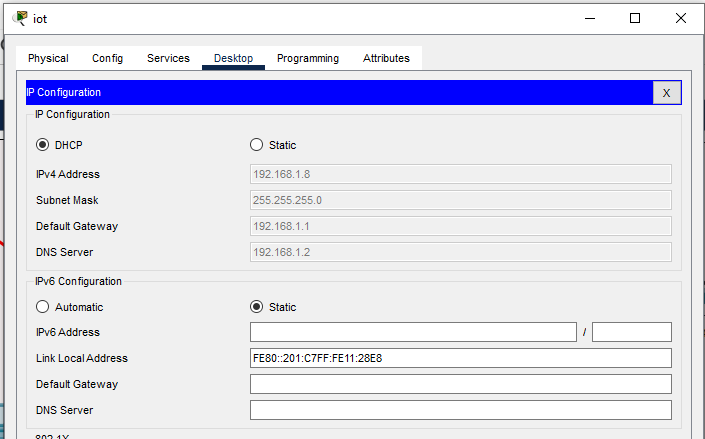 iot
Physical Config Services Desktop Programming Attributes
IP Configuration X
IP Configuration
DHCP Static
IPv4 Address 192.168.1.8
Subnet Mask 255.255.255.0
Default Gateway 192.168.1.1
DNS Server 192.168.1.2
IPv6 Configuration
Automatic Static
IPv6 Address /
Link Local Address FE80::201:C7FF:FE11:28E8
Default Gateway
DNS Server
802.1X